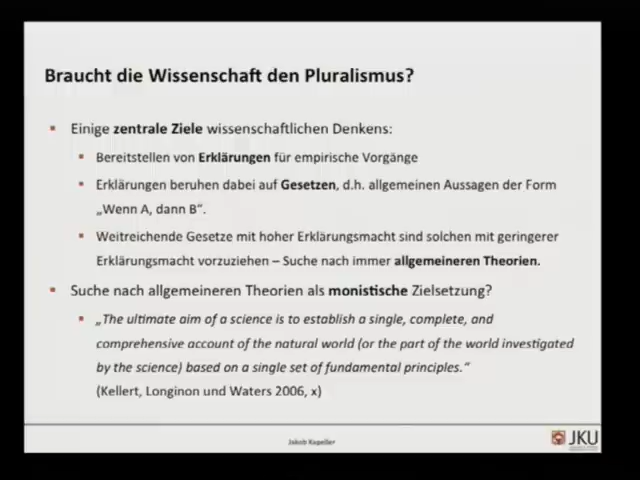 Braucht die Wissenschaft den Pluralismus?
▪ Einige zentrale Ziele wissenschaftlichen Denkens:
▪ Bereitstellen von Erklärungen für empirische Vorgänge
▪ Erklärungen beruhen dabei auf Gesetzen, d.h. allgemeinen Aussagen der Form
„Wenn A, dann B“.
▪ Weitreichende Gesetze mit hoher Erklärungsmacht sind solchen mit geringerer
Erklärungsmacht vorzuziehen – Suche nach immer allgemeineren Theorien.
▪ Suche nach allgemeineren Theorien als monistische Zielsetzung?
▪ „The ultimate aim of a science is to establish a single, complete, and
comprehensive account of the natural world (or the part of the world investigated
by the science) based on a single set of fundamental principles.“
(Kellert, Longinon und Waters 2006, x)
Jakob Kapeller
JKU